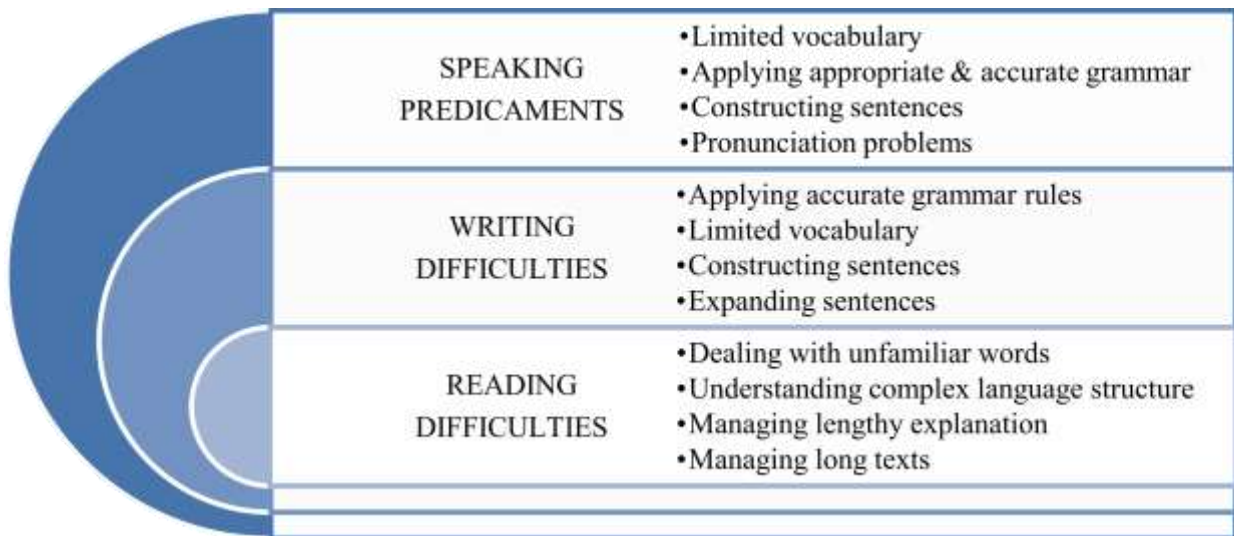 SPEAKING
PREDICAMENTS
•Limited vocabulary
•Applying appropriate & accurate grammar
•Constructing sentences
•Pronunciation problems
WRITING
DIFFICULTIES
•Applying accurate grammar rules
•Limited vocabulary
•Constructing sentences
•Expanding sentences
READING
DIFFICULTIES
•Dealing with unfamiliar words
•Understanding complex language structure
•Managing lengthy explanation
•Managing long texts